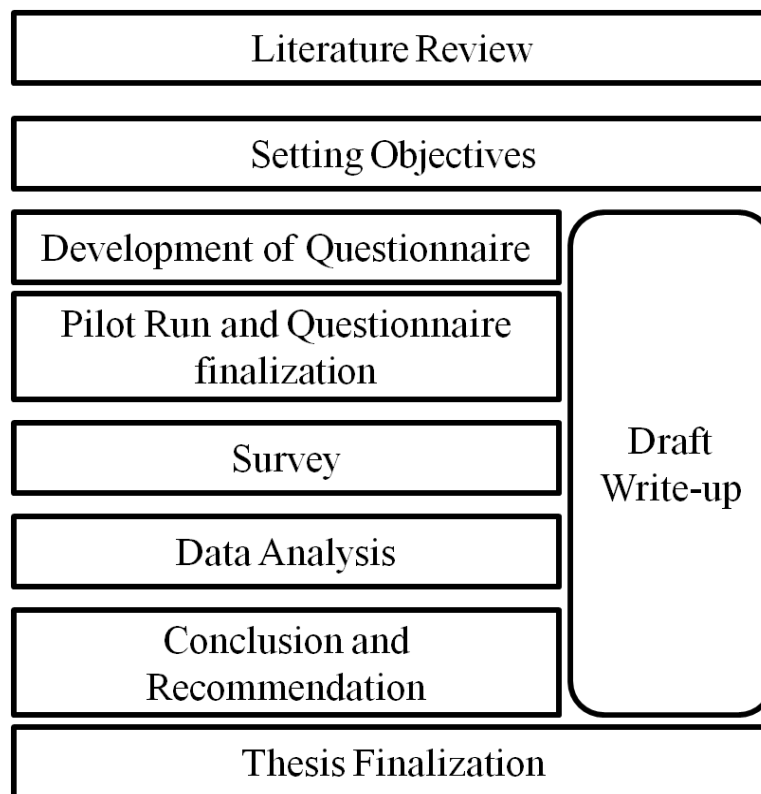 Literature Review
Setting Objectives
Development of Questionnaire
Pilot Run and Questionnaire
finalization
Survey
Data Analysis
Conclusion and
Recommendation
Draft
Write-up
Thesis Finalization